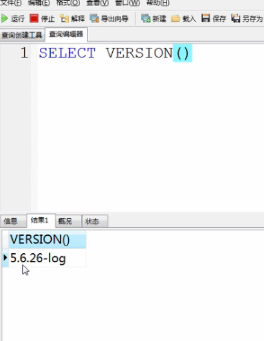 文件(F) 编辑(E) 格式(O) 查看(V) 窗口(W) 帮助(H)
运行 停止 解释 导出向导 新建 载入 保存 另存为
查询创建工具 查询编辑器
1 SELECT VERSION()
信息 结果1 概况 状态
VERSION()
5.6.26-log